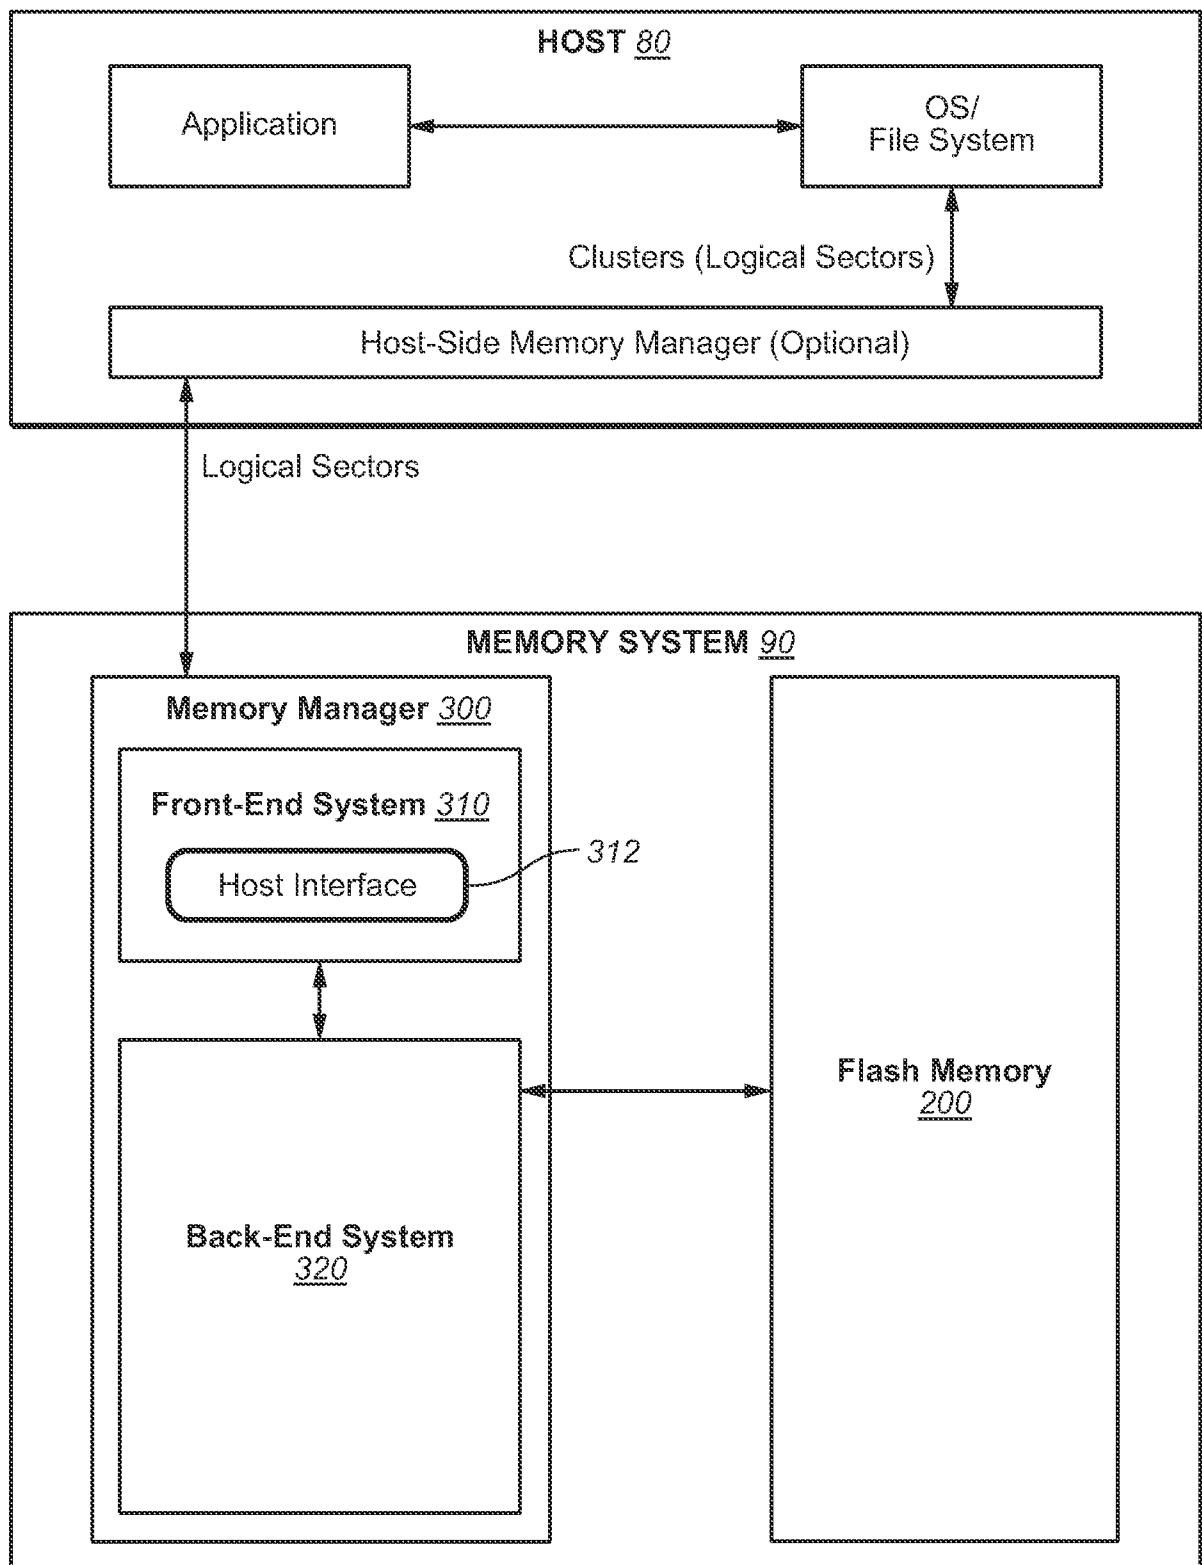 HOST 80
Application
OS/
File System
Clusters (Logical Sectors)
Host-Side Memory Manager (Optional)
Logical Sectors
MEMORY SYSTEM 90
Memory Manager 300
Front-End System 310
312
Host Interface
Flash Memory
200
Back-End System
320